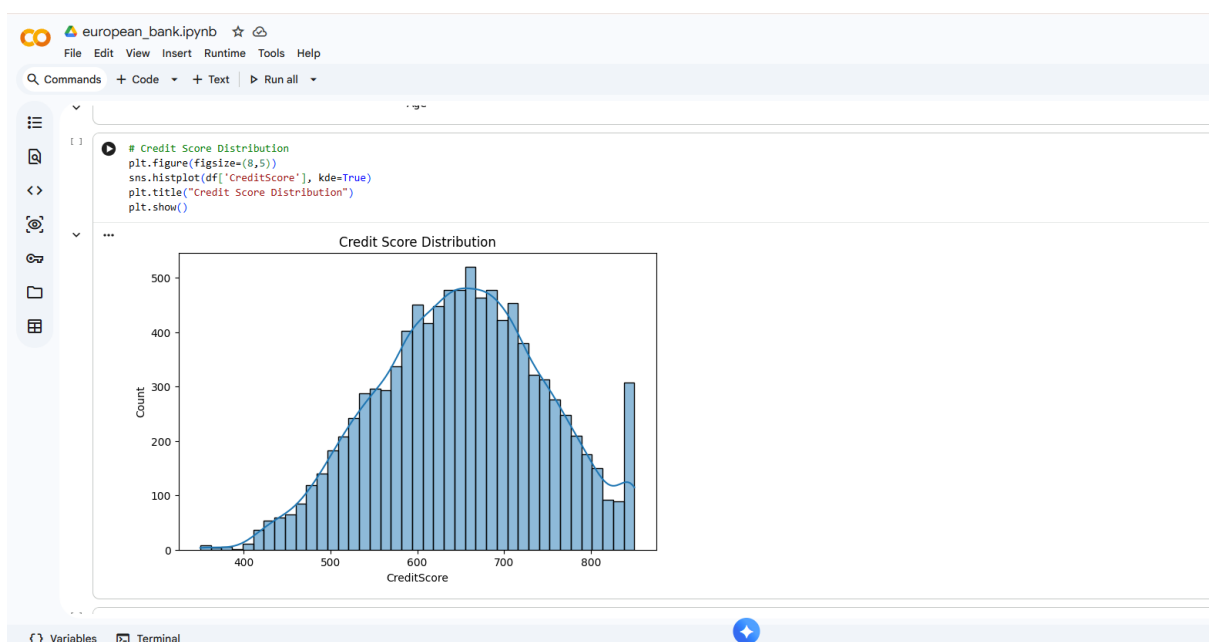 european_bank.ipynb
File Edit View Insert Runtime Tools Help
Commands + Code + Text Run all
[ ]
# Credit Score Distribution
plt.figure(figsize=(8,5))
sns.histplot(df['CreditScore'], kde=True)
plt.title("Credit Score Distribution")
plt.show()
...
Credit Score Distribution
500
400
300
200
100
0
Count
400 500 600 700 800
CreditScore
{} Variables Terminal